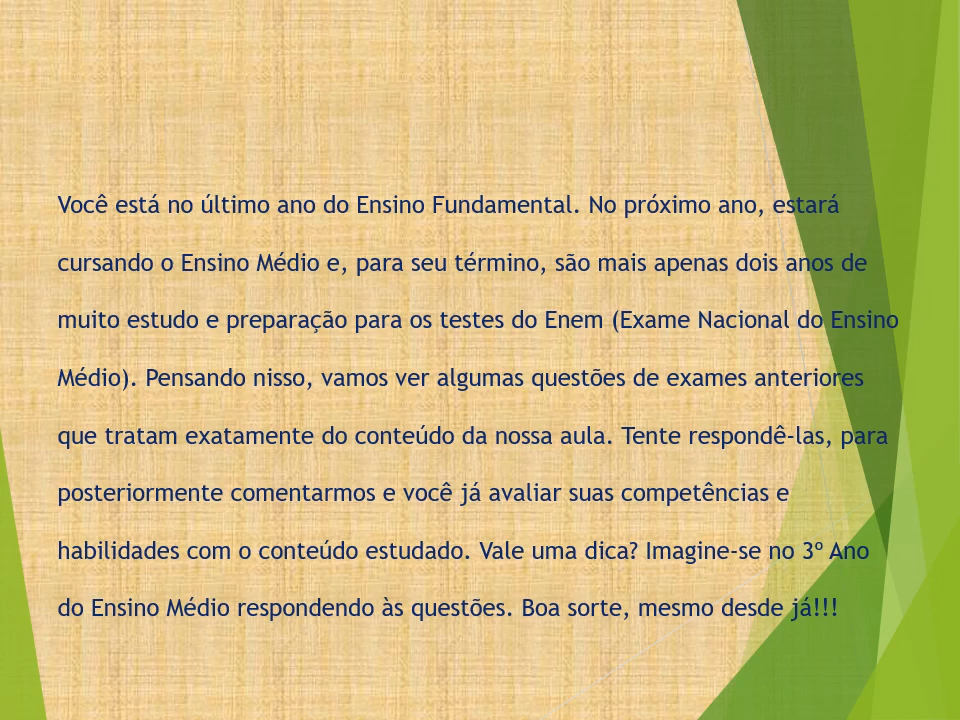 Você está no último ano do Ensino Fundamental. No próximo ano, estará
cursando o Ensino Médio e, para seu término, são mais apenas dois anos de
muito estudo e preparação para os testes do Enem (Exame Nacional do Ensino
Médio). Pensando nisso, vamos ver algumas questões de exames anteriores
que tratam exatamente do conteúdo da nossa aula. Tente respondê-las, para
posteriormente comentarmos e você já avaliar suas competências e
habilidades com o conteúdo estudado. Vale uma dica? Imagine-se no 3º Ano
do Ensino Médio respondendo às questões. Boa sorte, mesmo desde já!!!